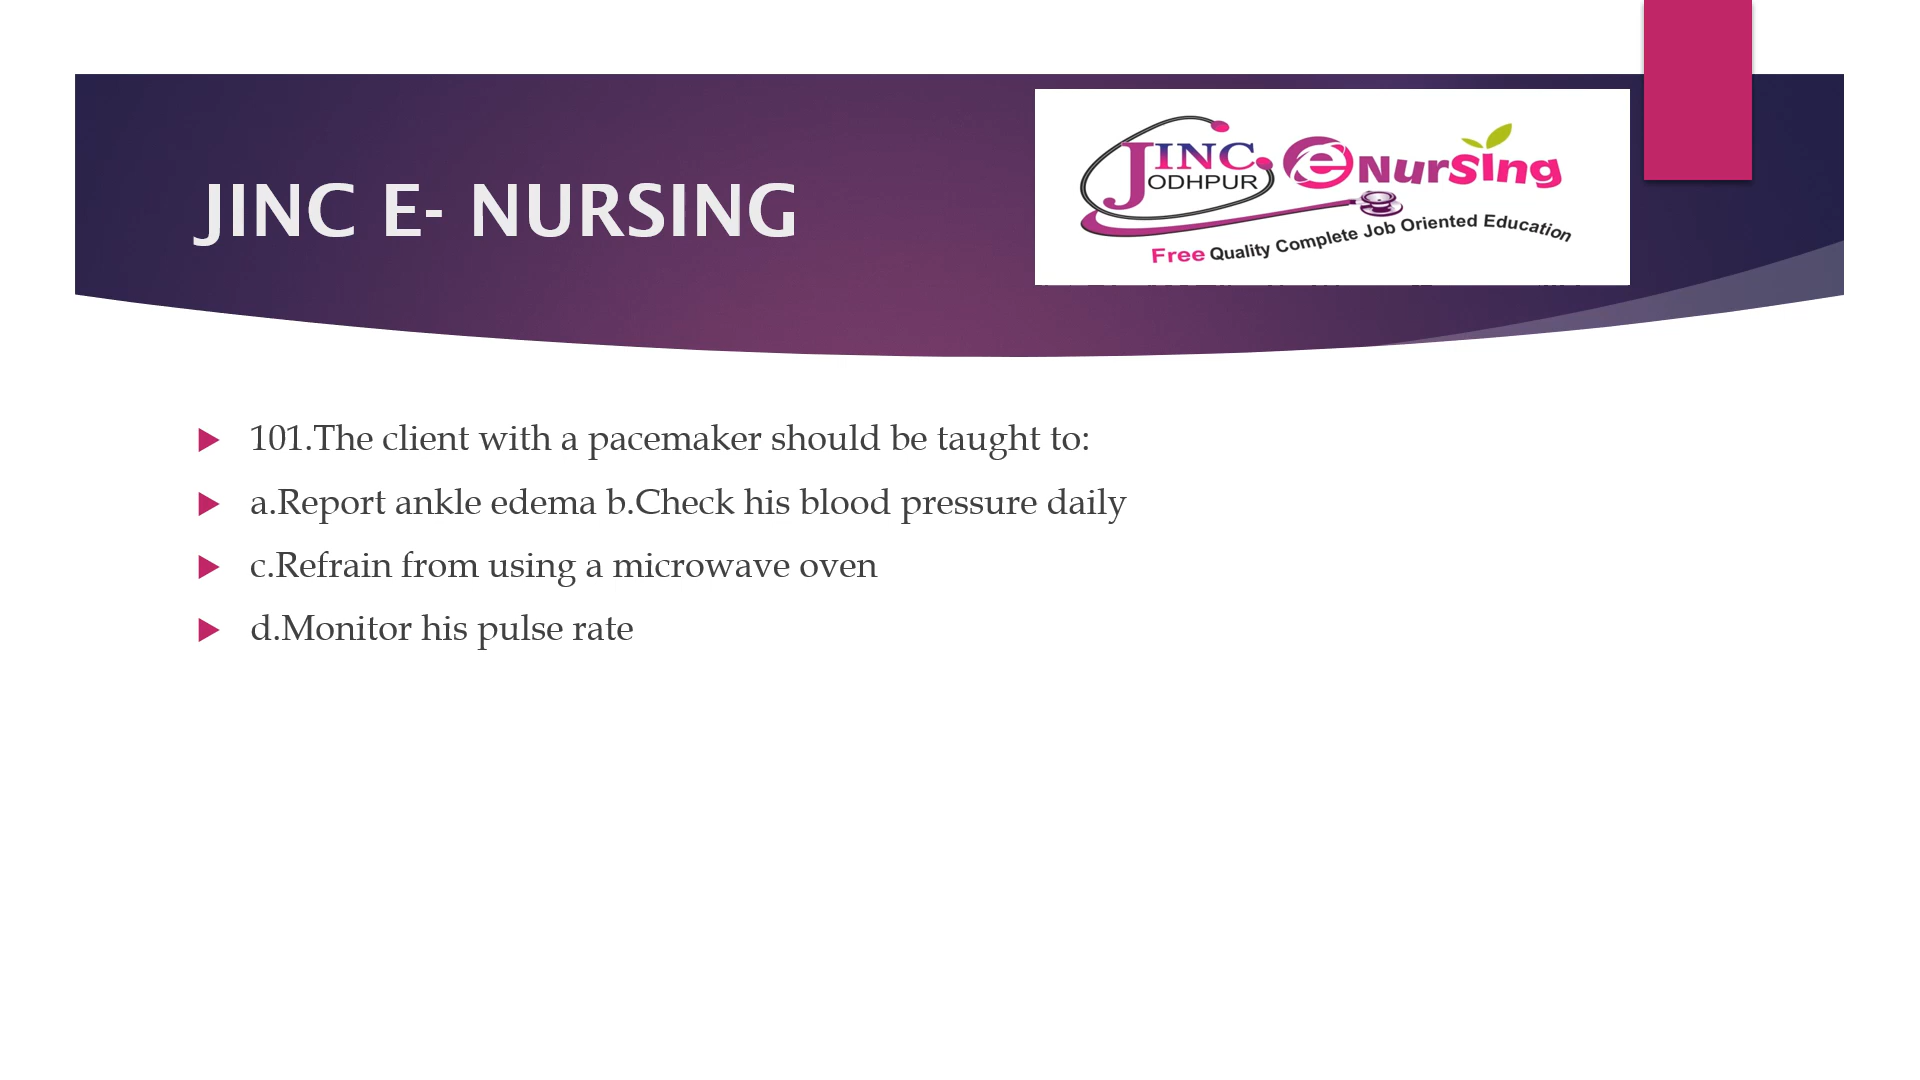 JINC E- NURSING
JINC.
ODHPUR
eNursing
Free Quality Complete Job Oriented Education
101.The client with a pacemaker should be taught to:
a.Report ankle edema b.Check his blood pressure daily
c.Refrain from using a microwave oven
d.Monitor his pulse rate